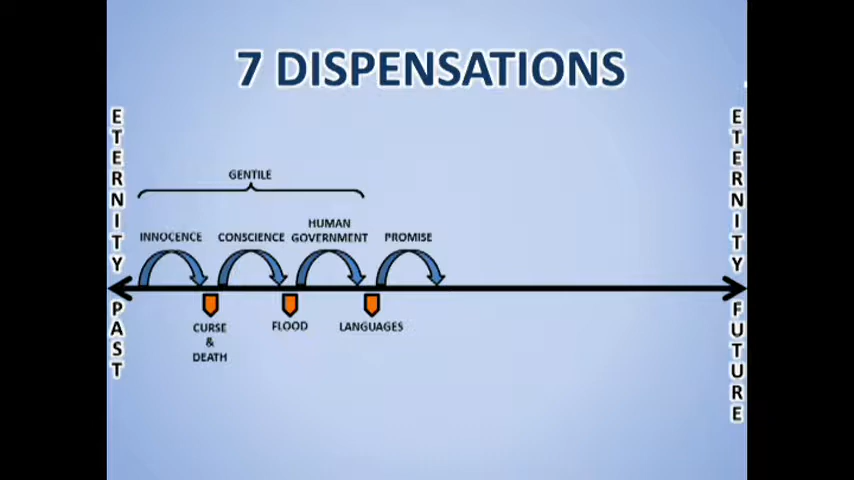 7 DISPENSATIONS
ETERNITY PAST
ETERNITY FUTURE
GENTILE
INNOCENCE
CONSCIENCE
HUMAN
GOVERNMENT
PROMISE
CURSE
&
DEATH
FLOOD
LANGUAGES